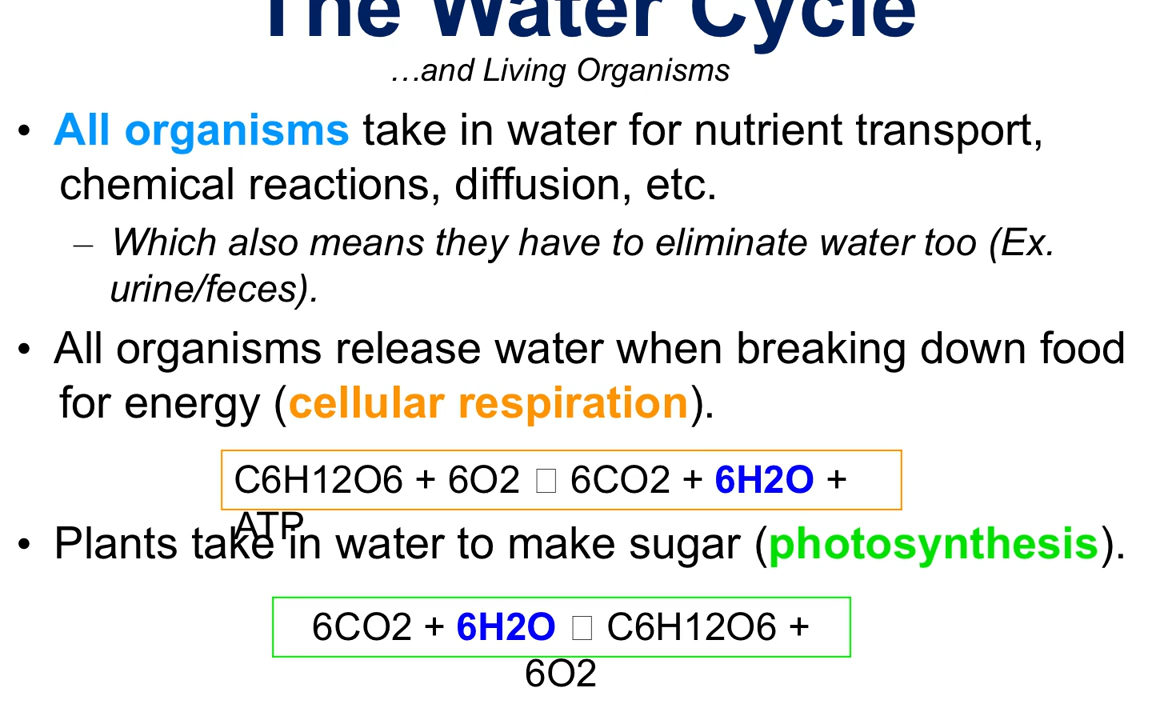 The Water Cycle
…and Living Organisms
• All organisms take in water for nutrient transport,
chemical reactions, diffusion, etc.
– Which also means they have to eliminate water too (Ex.
urine/feces).
• All organisms release water when breaking down food
for energy (cellular respiration).
C6H12O6 + 6O2 □ 6CO2 + 6H2O +
ATP
• Plants take in water to make sugar (photosynthesis).
6CO2 + 6H2O □ C6H12O6 +
6O2